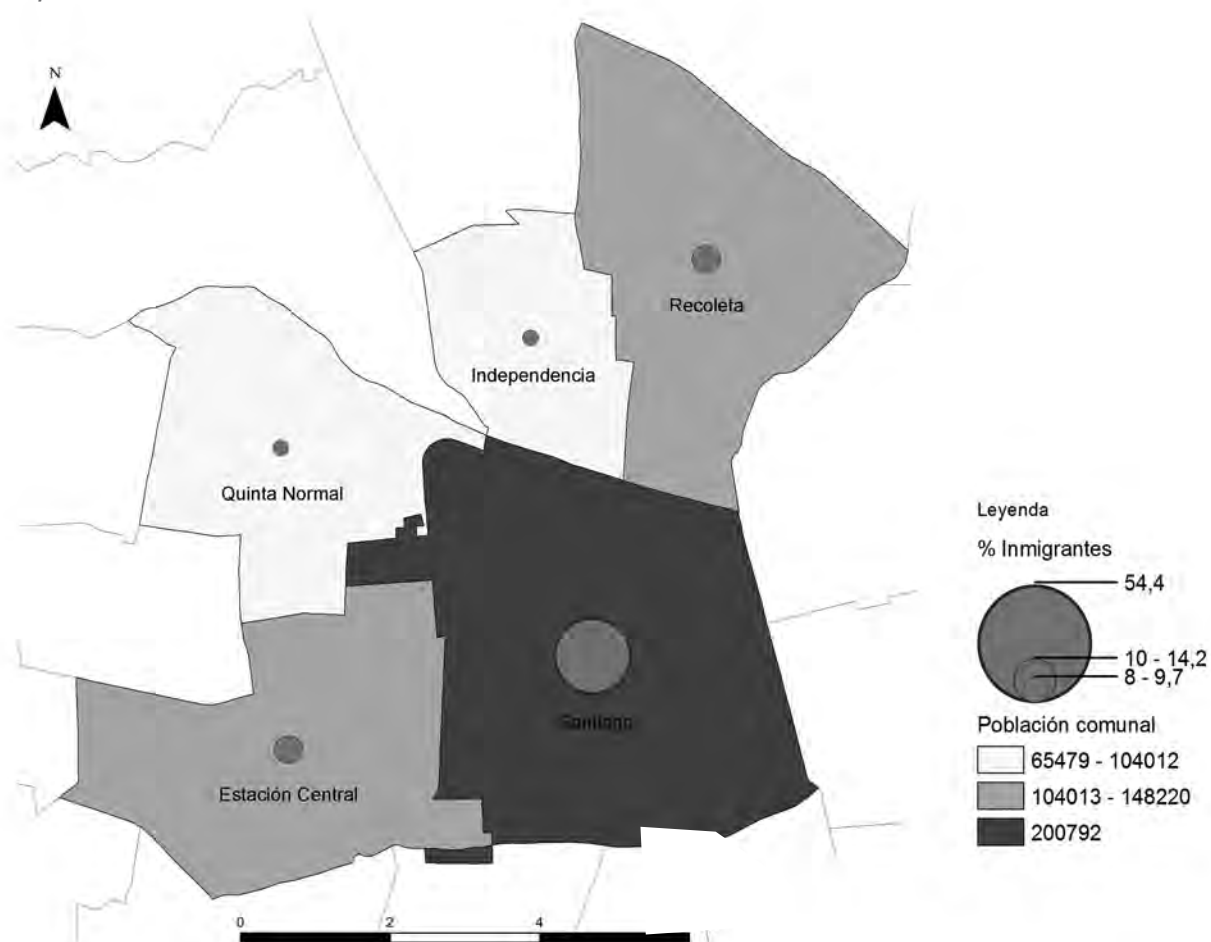 N
Recoleta
Independencia
Quinta Normal
Santiago
Estación Central
Leyenda
% Inmigrantes
54,4
10 - 14,2
8 - 9,7
Población comunal
65479 - 104012
104013 - 148220
200792
0 2 4